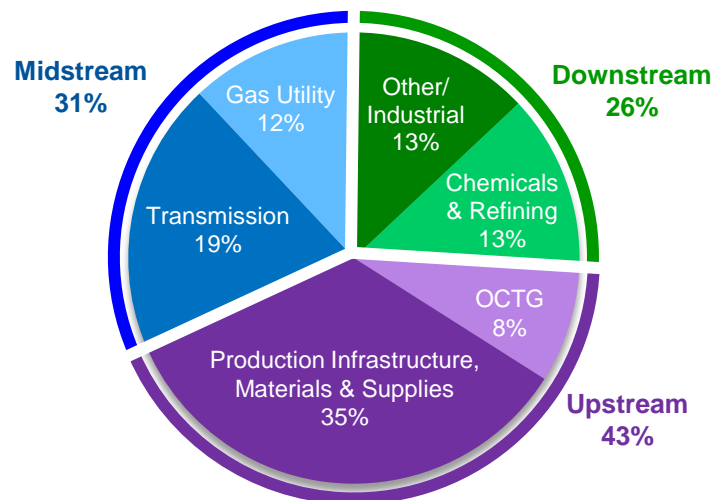 Midstream
31%
Gas Utility
12%
Other/
Industrial
13%
Downstream
26%
Transmission
19%
Chemicals
& Refining
13%
OCTG
8%
Production Infrastructure,
Materials & Supplies
35%
Upstream
43%